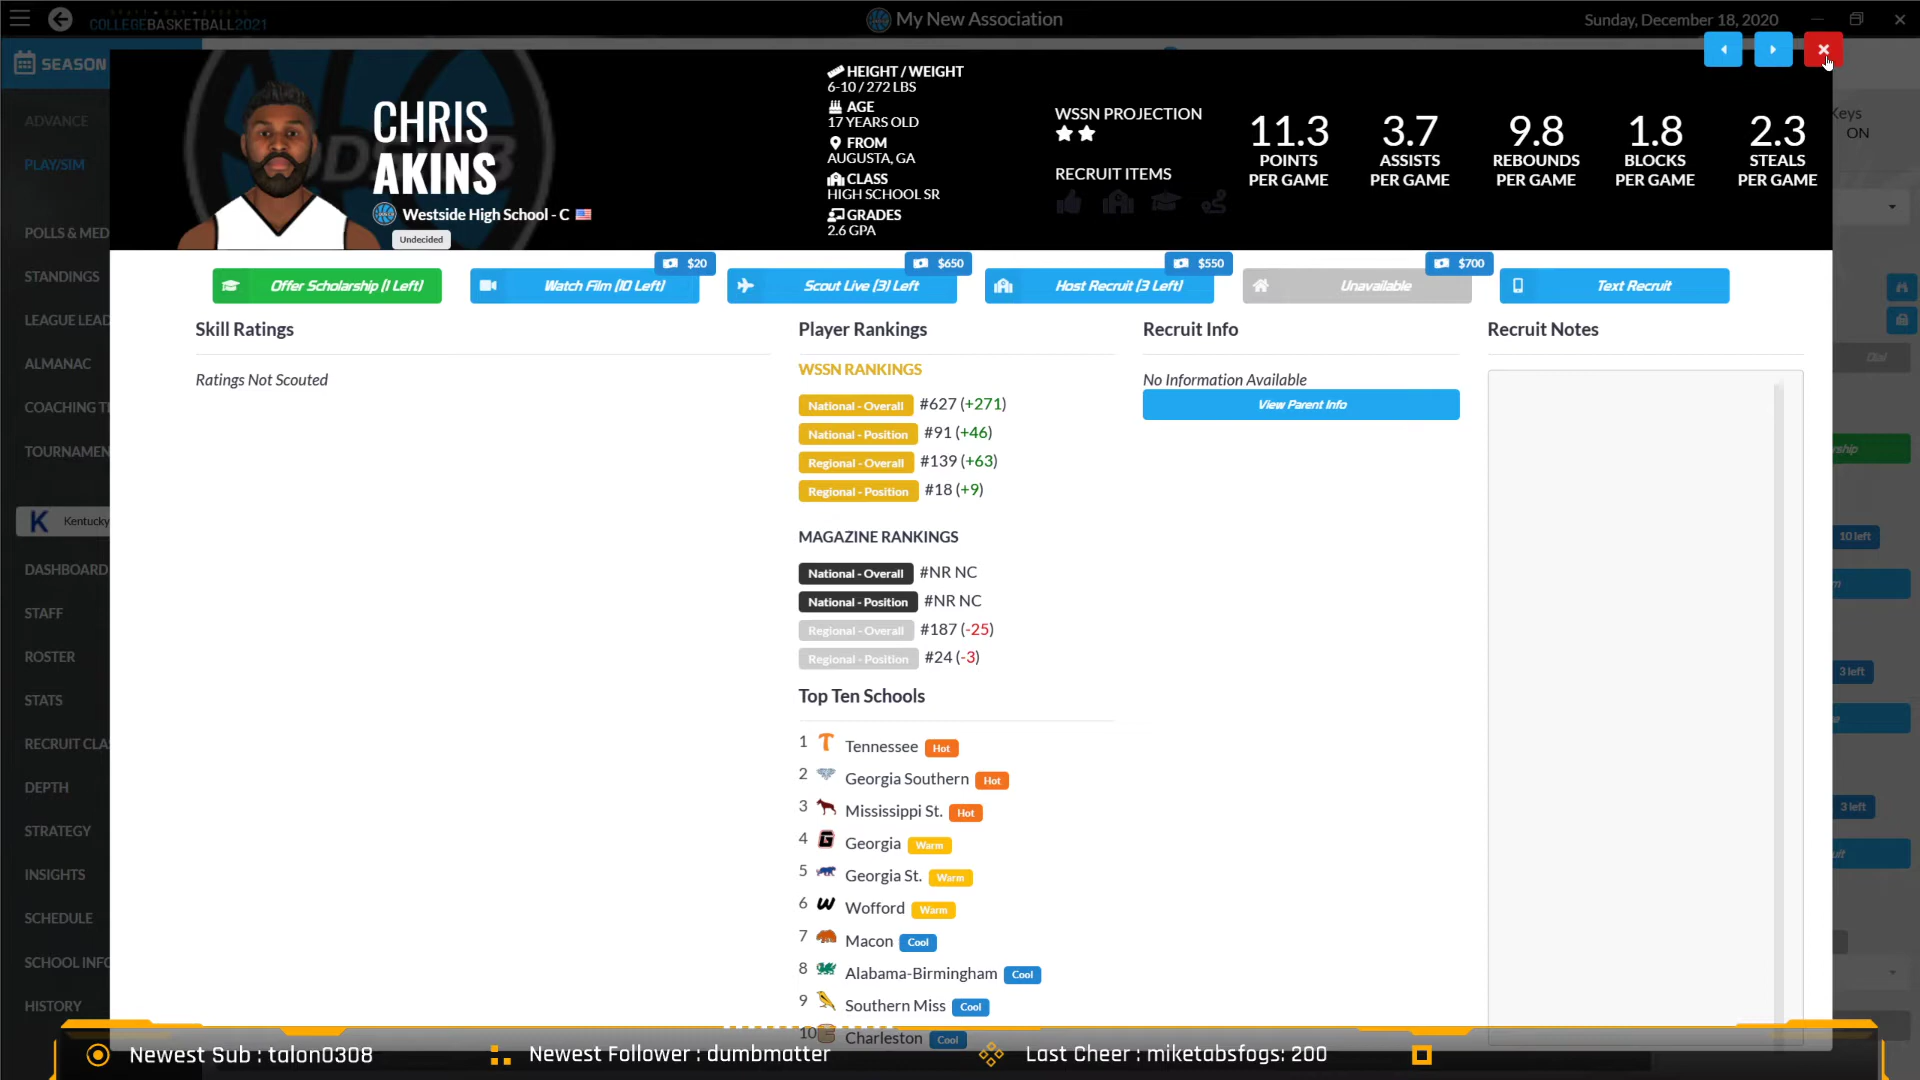 DRAFT DAY SPORTS
COLLEGEBASKETBALL2021
My New Association
Sunday, December 18, 2020
SEASON
ADVANCE
PLAY/SIM
POLLS & MED
STANDINGS
LEAGUE LEAD
ALMANAC
COACHING T
TOURNAMEN
Kentucky
DASHBOARD
STAFF
ROSTER
STATS
RECRUIT CLA
DEPTH
STRATEGY
INSIGHTS
SCHEDULE
SCHOOL INFO
HISTORY
CHRIS
AKINS
Westside High School - C
Undecided
HEIGHT / WEIGHT
6-10 / 272 LBS
AGE
17 YEARS OLD
FROM
AUGUSTA, GA
CLASS
HIGH SCHOOL SR
GRADES
2.6 GPA
WSSN PROJECTION
RECRUIT ITEMS
11.3
POINTS
PER GAME
3.7
ASSISTS
PER GAME
9.8
REBOUNDS
PER GAME
1.8
BLOCKS
PER GAME
2.3
STEALS
PER GAME
Keys
ON
Offer Scholarship (1 Left)
$20
Watch Film (10 Left)
$650
Scout Live (3) Left
$550
Host Recruit (3 Left)
$700
Unavailable
Text Recruit
Skill Ratings
Ratings Not Scouted
Player Rankings
WSSN RANKINGS
National - Overall #627 (+271)
National - Position #91 (+46)
Regional - Overall #139 (+63)
Regional - Position #18 (+9)
MAGAZINE RANKINGS
National - Overall #NR NC
National - Position #NR NC
Regional - Overall #187 (-25)
Regional - Position #24 (-3)
Top Ten Schools
1 Tennessee Hot
2 Georgia Southern Hot
3 Mississippi St. Hot
4 Georgia Warm
5 Georgia St. Warm
6 Wofford Warm
7 Macon Cool
8 Alabama-Birmingham Cool
9 Southern Miss Cool
10 Charleston Cool
Recruit Info
No Information Available
View Parent Info
Recruit Notes
Dial
10 left
3 left
3 left
Newest Sub : talon0308
Newest Follower : dumbmatter
Last Cheer : miketabsfogs: 200